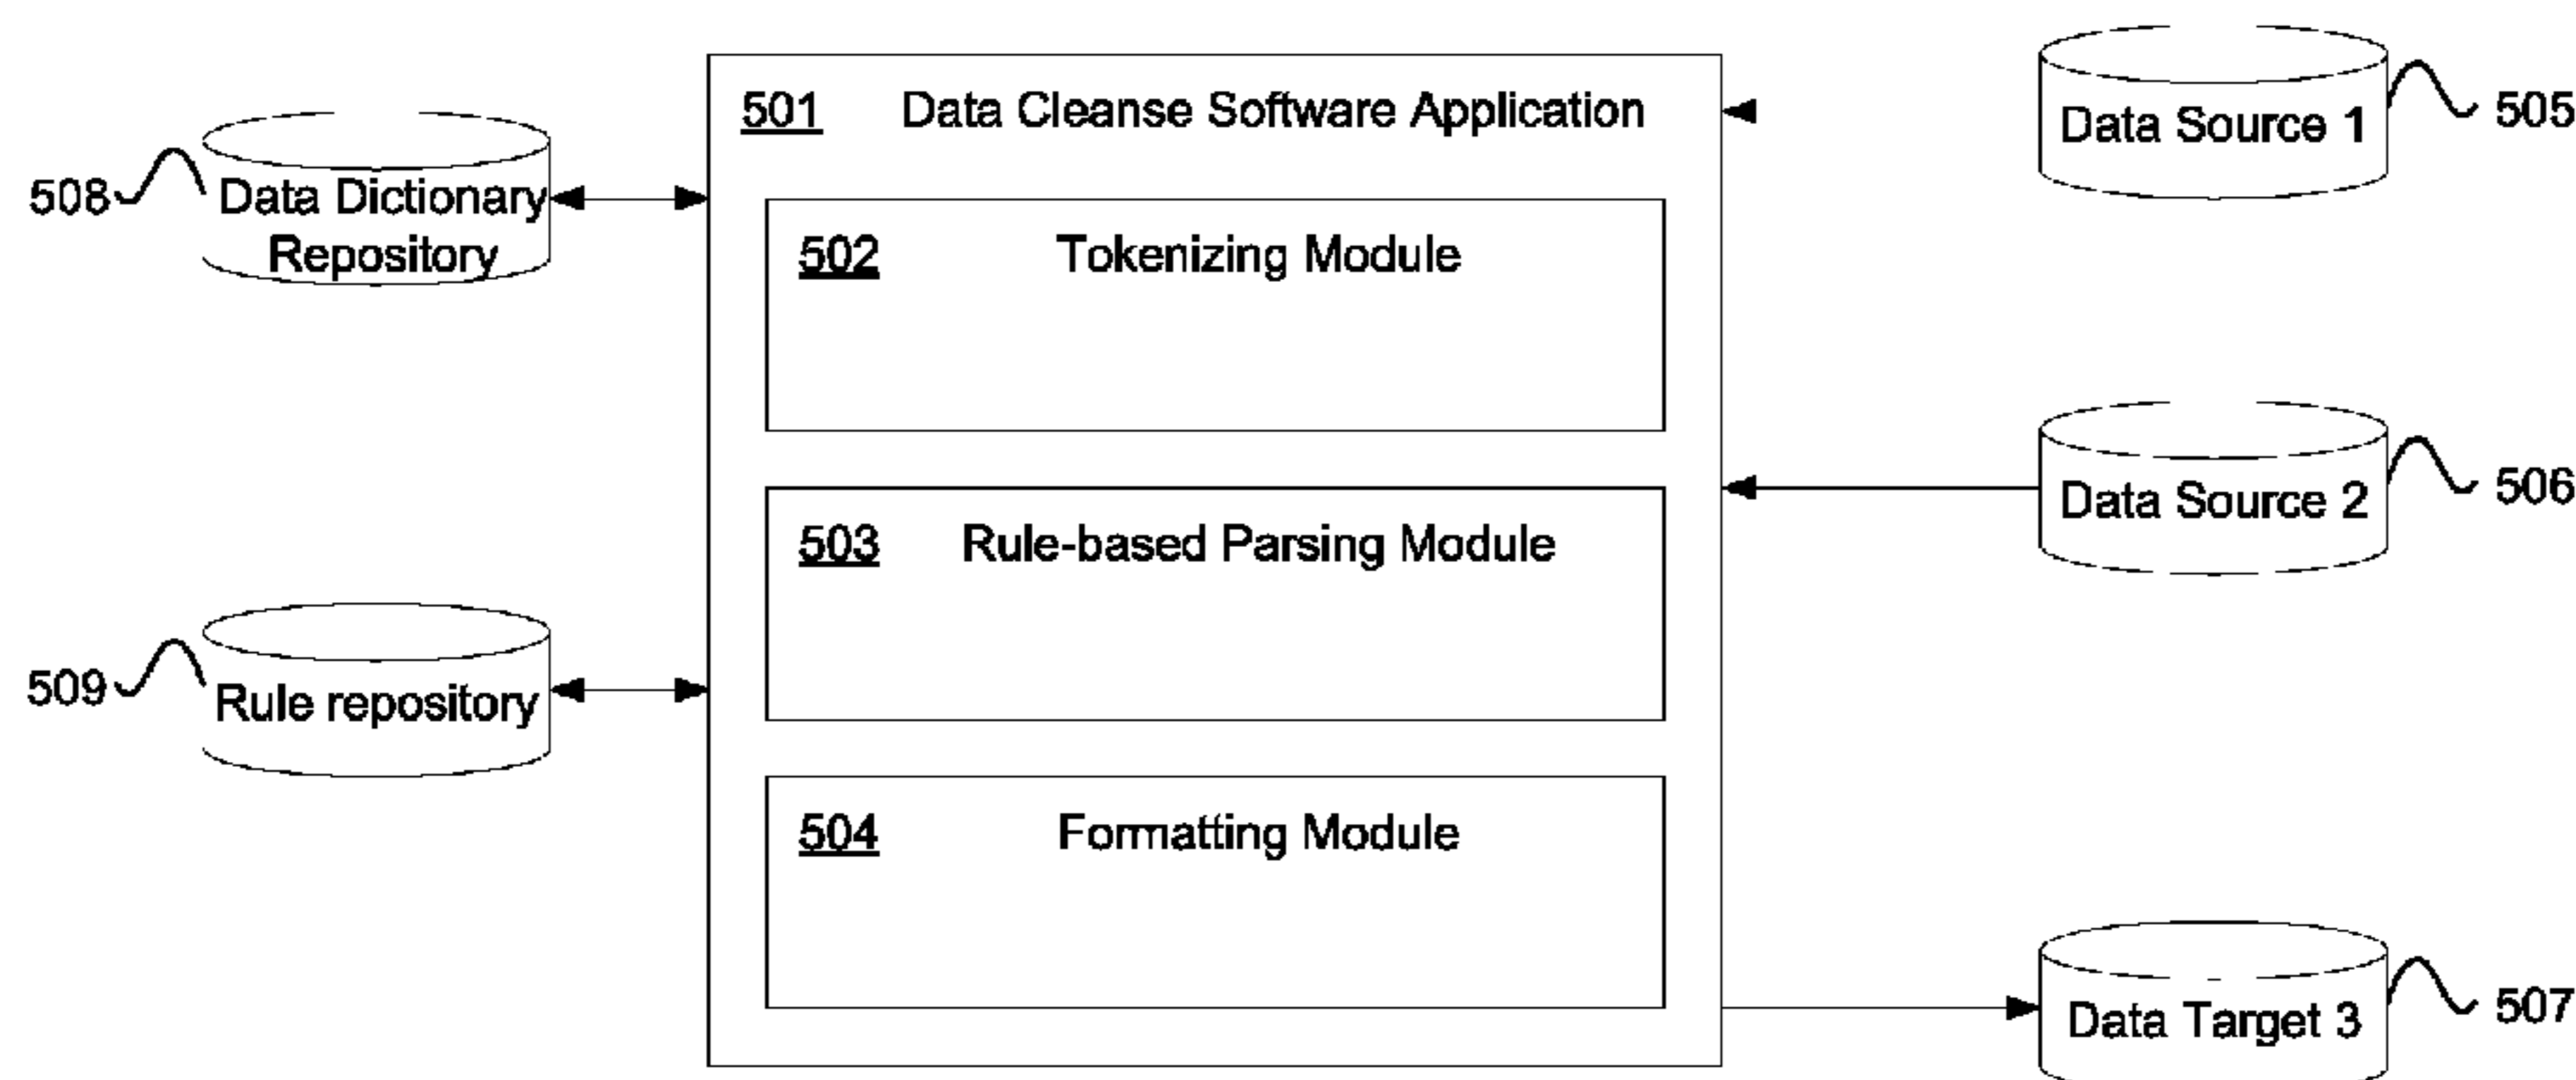 501 Data Cleanse Software Application
505
Data Source 1
508
Data Dictionary
Repository
502 Tokenizing Module
506
Data Source 2
503 Rule-based Parsing Module
509
Rule repository
504 Formatting Module
507
Data Target 3